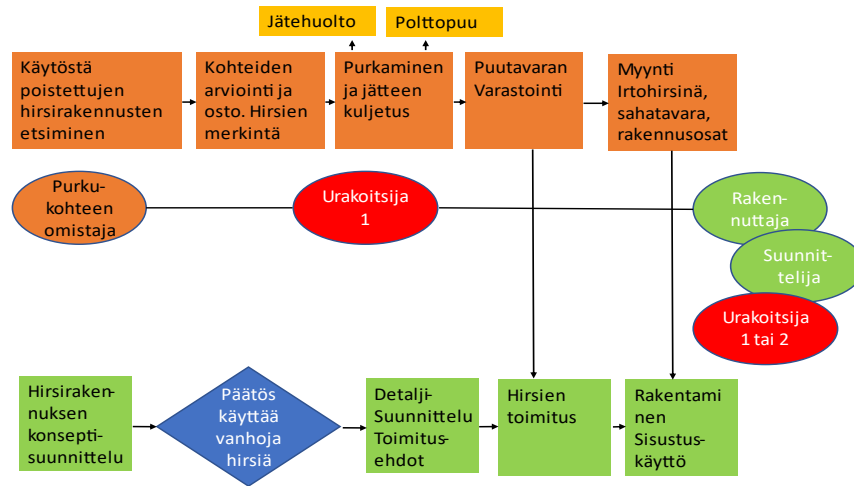 Jätehuolto
Polttopuu
Käytöstä
poistettujen
hirsirakennusten
etsiminen
Kohteiden
arviointi ja
osto. Hirsien
merkintä
Purkaminen
ja jätteen
kuljetus
Puutavaran
Varastointi
Myynti
Irtohirsinä,
sahatavara,
rakennusosat
Purku-
kohteen
omistaja
Urakoitsija
1
Raken-
nuttaja
Suunnit-
telija
Urakoitsija
1 tai 2
Hirsiraken-
nuksen
konsepti-
suunnittelu
Päätös
käyttää
vanhoja
hirsiä
Detalji-
Suunnittelu
Toimitus-
ehdot
Hirsien
toimitus
Rakentami
nen
Sisustus-
käyttö